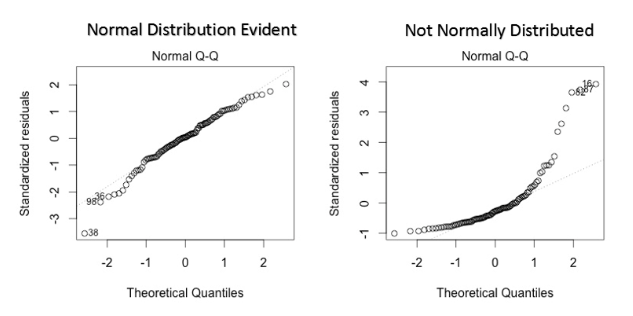 Normal Distribution Evident
Normal Q-Q
Standardized residuals
2
1
0
-1
-2
-3
36
98
38
-2 -1 0 1 2
Theoretical Quantiles
Not Normally Distributed
Normal Q-Q
Standardized residuals
4
3
2
1
0
-1
16
62
87
-2 -1 0 1 2
Theoretical Quantiles